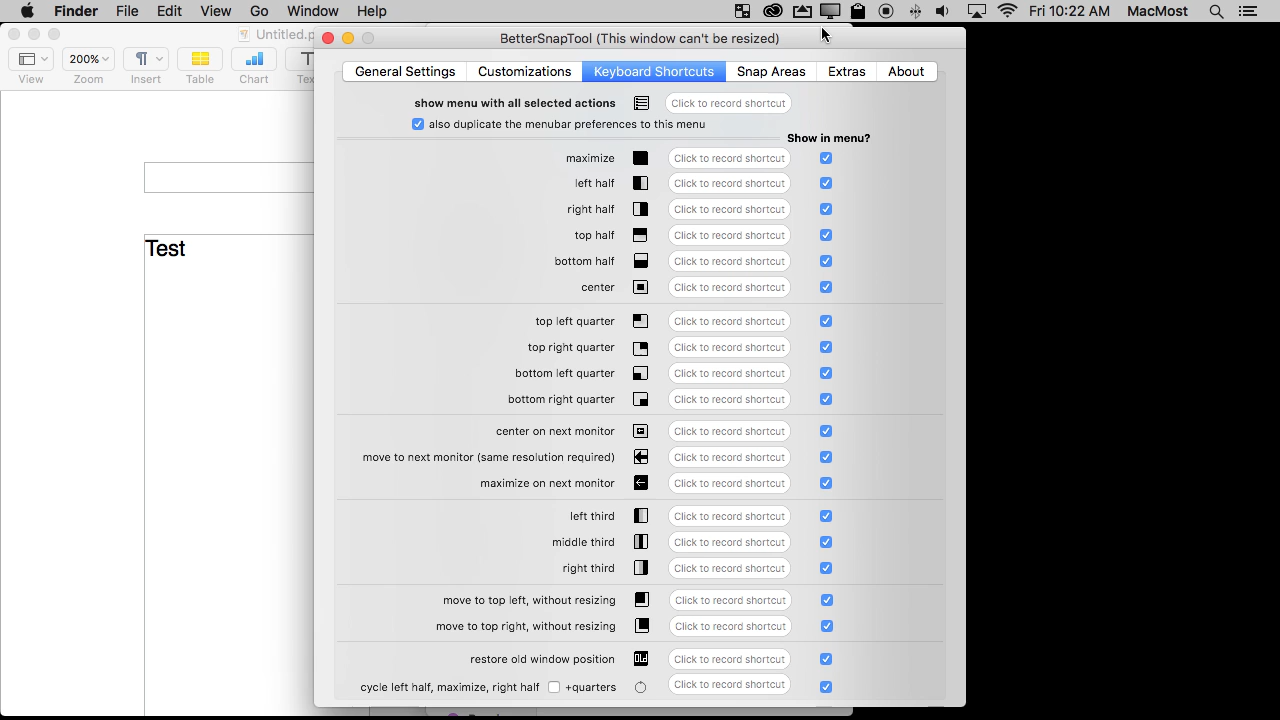 Finder File Edit View Go Window Help Fri 10:22 AM MacMost
Untitled.p
BetterSnapTool (This window can't be resized)
200%
View Zoom Insert Table Chart
General Settings Customizations Keyboard Shortcuts Snap Areas Extras About
show menu with all selected actions Click to record shortcut
also duplicate the menubar preferences to this menu
Show in menu?
maximize Click to record shortcut
left half Click to record shortcut
right half Click to record shortcut
top half Click to record shortcut
Test
bottom half Click to record shortcut
center Click to record shortcut
top left quarter Click to record shortcut
top right quarter Click to record shortcut
bottom left quarter Click to record shortcut
bottom right quarter Click to record shortcut
center on next monitor Click to record shortcut
move to next monitor (same resolution required) Click to record shortcut
maximize on next monitor Click to record shortcut
left third Click to record shortcut
middle third Click to record shortcut
right third Click to record shortcut
move to top left, without resizing Click to record shortcut
move to top right, without resizing Click to record shortcut
restore old window position OLD Click to record shortcut
cycle left half, maximize, right half +quarters Click to record shortcut